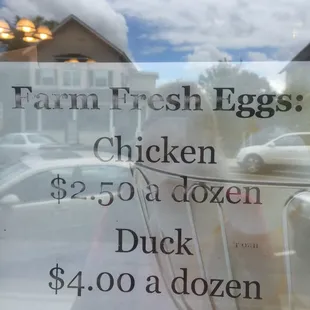 Farm Fresh Eggs:
Chicken
$2.50 a dozen
Duck
$4.00 a dozen